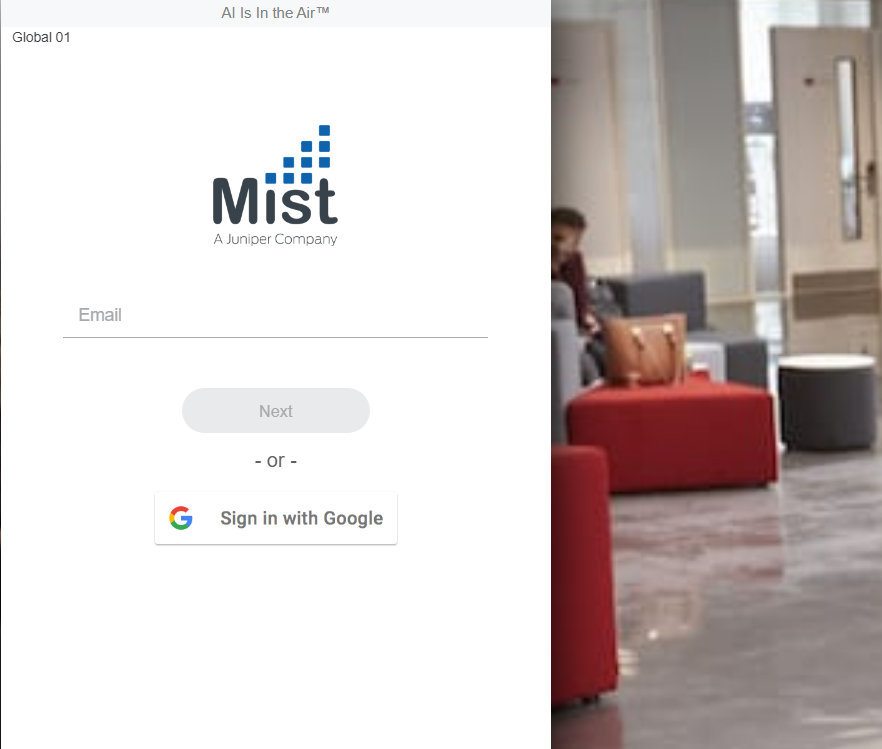 AI Is In the Air™
Global 01
Mist
A Juniper Company
Email
Next
- or -
Sign in with Google